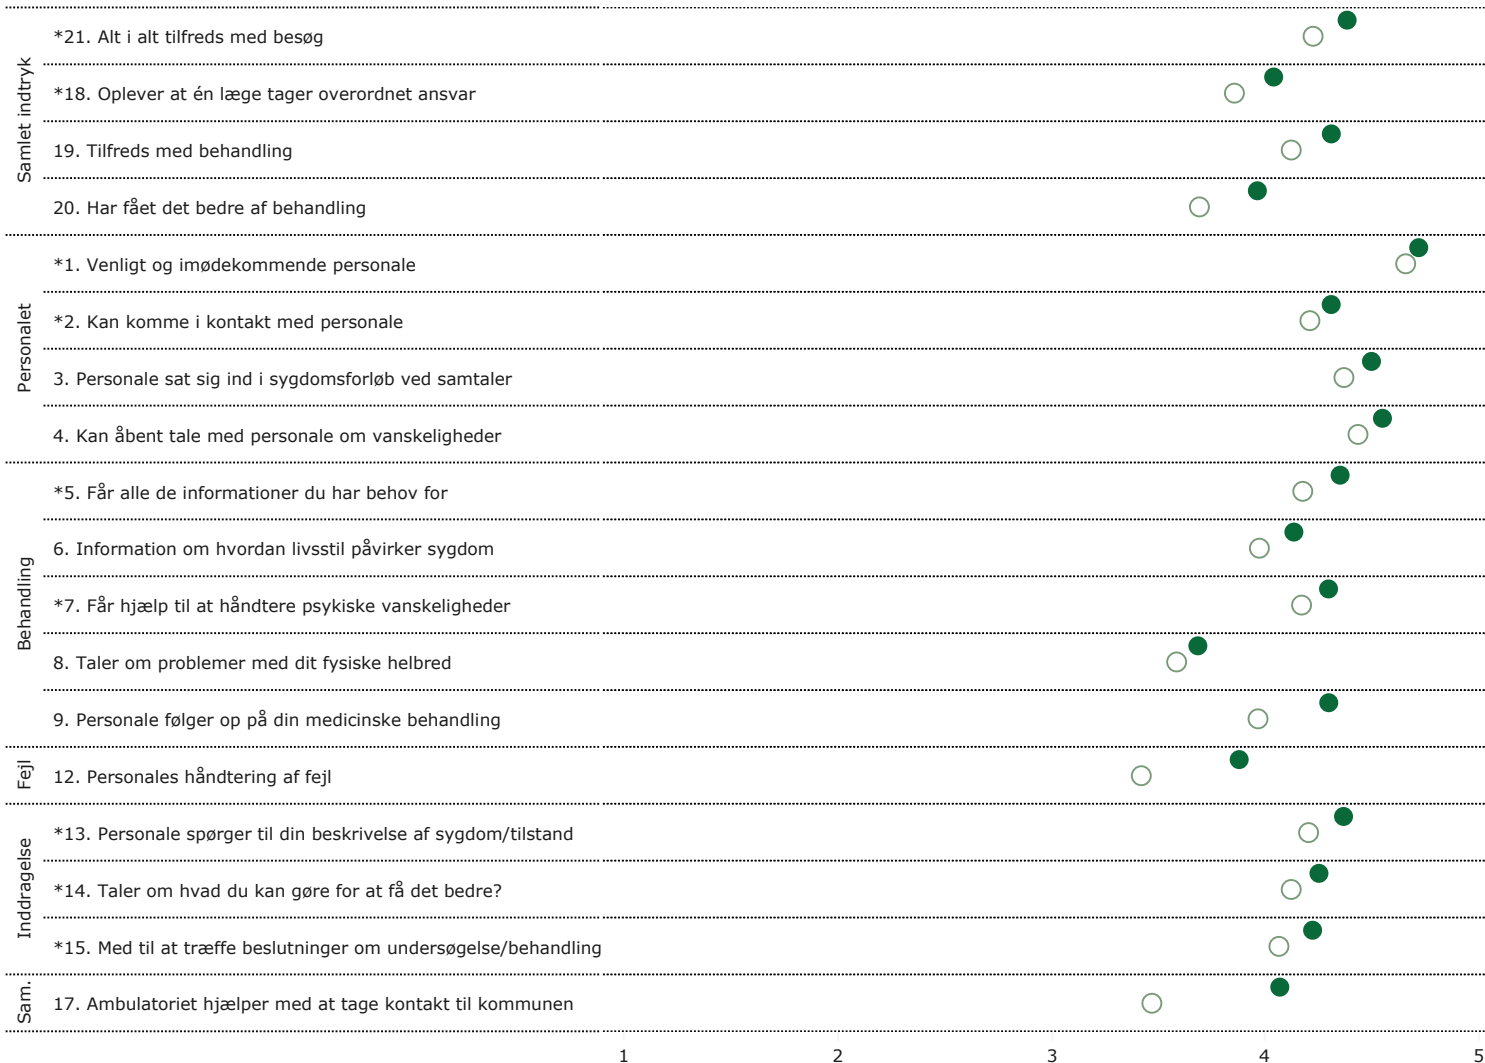 Samlet indtryk
*21. Alt i alt tilfreds med besøg
*18. Oplever at én læge tager overordnet ansvar
19. Tilfreds med behandling
20. Har fået det bedre af behandling
Personalet
*1. Venligt og imødekommende personale
*2. Kan komme i kontakt med personale
3. Personale sat sig ind i sygdomsforløb ved samtaler
4. Kan åbent tale med personale om vanskeligheder
Behandling
*5. Får alle de informationer du har behov for
6. Information om hvordan livsstil påvirker sygdom
*7. Får hjælp til at håndtere psykiske vanskeligheder
8. Taler om problemer med dit fysiske helbred
9. Personale følger op på din medicinske behandling
Fejl
12. Personales håndtering af fejl
Inddragelse
*13. Personale spørger til din beskrivelse af sygdom/tilstand
*14. Taler om hvad du kan gøre for at få det bedre?
*15. Med til at træffe beslutninger om undersøgelse/behandling
Sam.
17. Ambulatoriet hjælper med at tage kontakt til kommunen
1 2 3 4 5